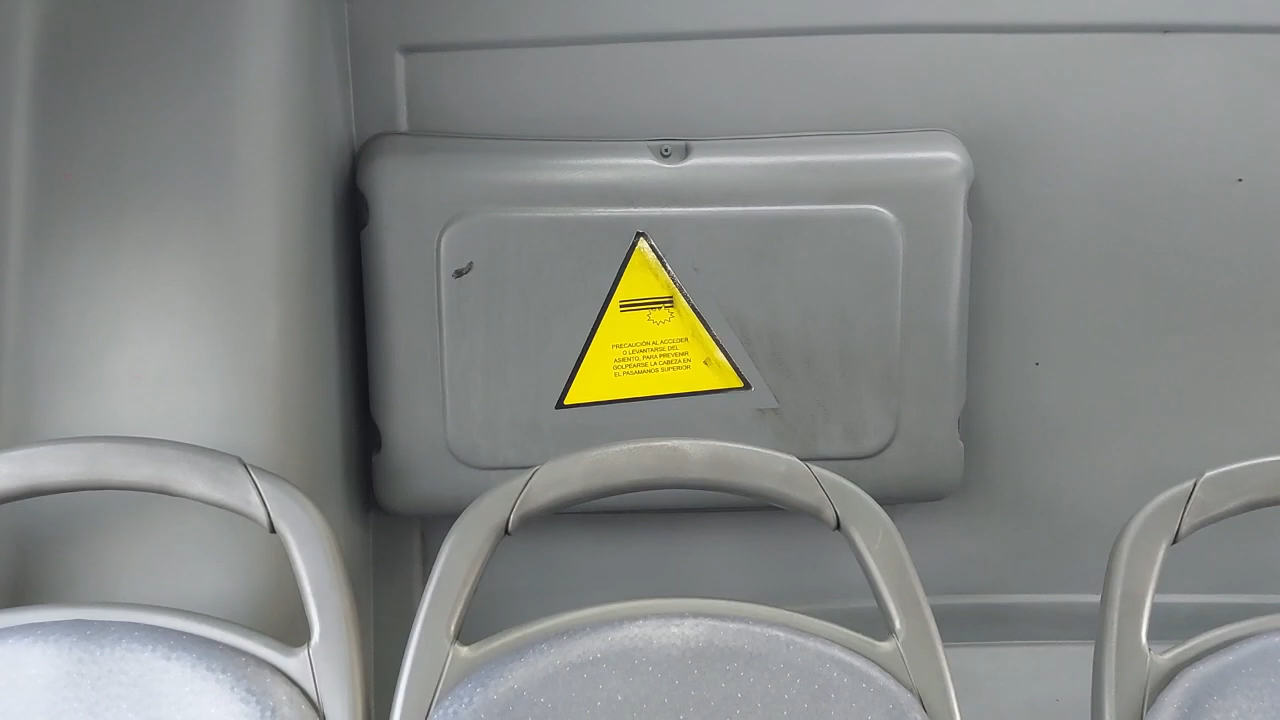 PRECAUCIÓN AL ACCEDER
O LEVANTARSE DEL
ASIENTO, PARA PREVENIR
GOLPEARSE LA CABEZA EN
EL PASAMANOS SUPERIOR